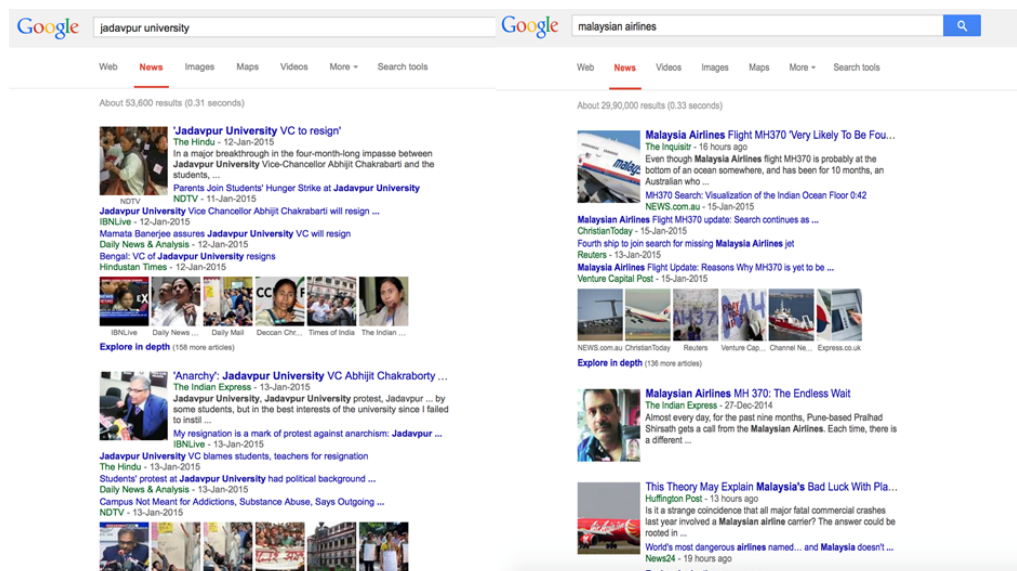 Google
jadavpur university
Web News Images Maps Videos More Search tools
About 53,600 results (0.31 seconds)
'Jadavpur University VC to resign'
The Hindu - 12-Jan-2015
In a major breakthrough in the four-month-long impasse between
Jadavpur University Vice-Chancellor Abhijit Chakrabarti and the
students, ...
Parents Join Students' Hunger Strike at Jadavpur University
NDTV
NDTV - 11-Jan-2015
Jadavpur University Vice Chancellor Abhijit Chakrabarti will resign ...
IBNLive - 12-Jan-2015
Mamata Banerjee assures Jadavpur University VC will resign
Daily News & Analysis - 12-Jan-2015
Bengal: VC of Jadavpur University resigns
Hindustan Times - 12-Jan-2015
IBNLive Daily News ... Daily Mail Deccan Chr... Times of India The Indian ...
Explore in depth (158 more articles)
'Anarchy': Jadavpur University VC Abhijit Chakraborty ...
The Indian Express - 13-Jan-2015
Jadavpur University, Jadavpur University protest, Jadavpur ... by
some students, but in the best interests of the university since I failed
to instil ...
My resignation is a mark of protest against anarchism: Jadavpur ...
IBNLive - 13-Jan-2015
Jadavpur University VC blames students, teachers for resignation
The Hindu - 13-Jan-2015
Students' protest at Jadavpur University had political background ...
Daily News & Analysis - 13-Jan-2015
Campus Not Meant for Addictions, Substance Abuse, Says Outgoing ...
NDTV - 13-Jan-2015
Google
malaysian airlines
Web News Videos Images Maps More Search tools
About 29,90,000 results (0.33 seconds)
Malaysia Airlines Flight MH370 'Very Likely To Be Fou...
The Inquisitr - 16 hours ago
Even though Malaysia Airlines flight MH370 is probably at the
bottom of an ocean somewhere, and has been for 10 months, an
Australian who ...
MH370 Search: Visualization of the Indian Ocean Floor 0:42
NEWS.com.au - 15-Jan-2015
Malaysian Airlines Flight MH370 update: Search continues as ...
ChristianToday - 15-Jan-2015
Fourth ship to join search for missing Malaysia Airlines jet
Reuters - 13-Jan-2015
Malaysia Airlines Flight Update: Reasons Why MH370 is yet to be ...
Venture Capital Post - 15-Jan-2015
NEWS.com.au ChristianToday Reuters Venture Cap... Channel Ne... Express.co.uk
Explore in depth (136 more articles)
Malaysian Airlines MH 370: The Endless Wait
The Indian Express - 27-Dec-2014
Almost every day, for the past nine months, Pune-based Pralhad
Shirsath gets a call from the Malaysian Airlines. Each time, there is
a different ...
This Theory May Explain Malaysia's Bad Luck With Pla...
Huffington Post - 13 hours ago
Is it a strange coincidence that all major fatal commercial crashes
last year involved a Malaysian airline carrier? The answer could be
rooted in ...
World's most dangerous airlines named... and Malaysia doesn't ...
News24 - 19 hours ago